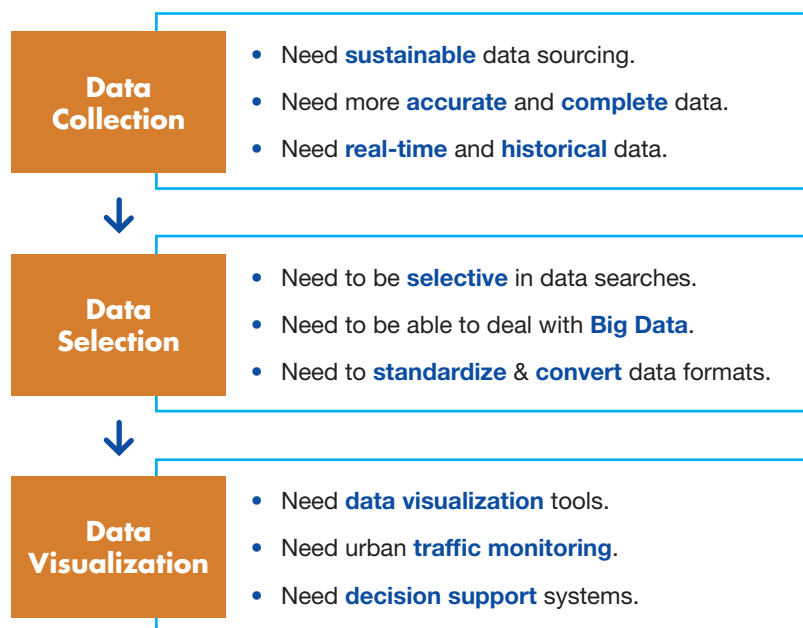 Data
Collection
• Need sustainable data sourcing.
• Need more accurate and complete data.
• Need real-time and historical data.
Data
Selection
• Need to be selective in data searches.
• Need to be able to deal with Big Data.
• Need to standardize & convert data formats.
Data
Visualization
• Need data visualization tools.
• Need urban traffic monitoring.
• Need decision support systems.